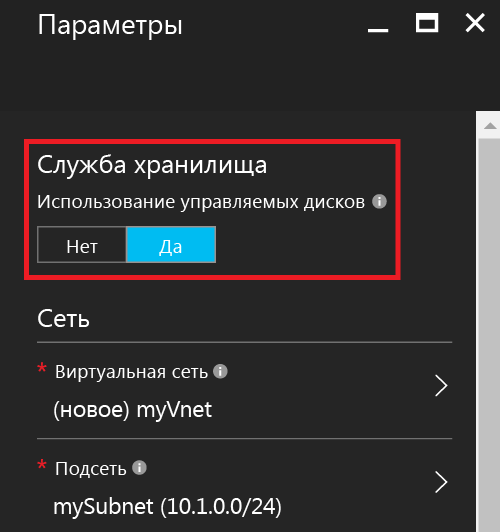 Параметры
Служба хранилища
Использование управляемых дисков
Нет Да
Сеть
* Виртуальная сеть
(новое) myVnet
* Подсеть
mySubnet (10.1.0.0/24)